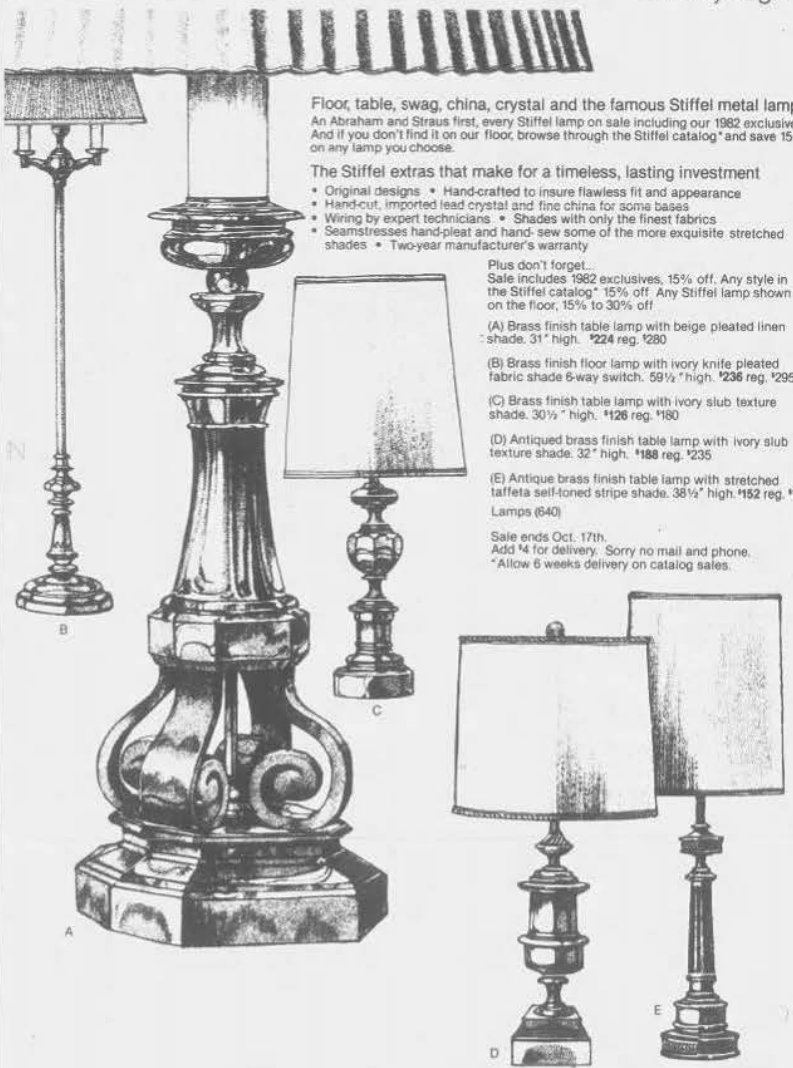 Floor, table, swag, china, crystal and the famous Stiffel metal lamp
An Abraham and Straus first, every Stiffel lamp on sale including our 1982 exclusive
And if you don't find it on our floor, browse through the Stiffel catalog* and save 15
on any lamp you choose.
The Stiffel extras that make for a timeless, lasting investment
• Original designs • Hand-crafted to insure flawless fit and appearance
• Hand-cut, imported lead crystal and fine china for some bases
• Wiring by expert technicians • Shades with only the finest fabrics
• Seamstresses hand-pleat and hand- sew some of the more exquisite stretched
shades • Two-year manufacturer's warranty
Plus don't forget...
Sale includes 1982 exclusives, 15% off. Any style in
the Stiffel catalog* 15% off Any Stiffel lamp shown
on the floor, 15% to 30% off
(A) Brass finish table lamp with beige pleated linen
shade. 31" high. $224 reg. $280
(B) Brass finish floor lamp with ivory knife pleated
fabric shade 6-way switch. 59½" high. $236 reg. $295
(C) Brass finish table lamp with ivory slub texture
shade. 30½" high. $126 reg. $180
(D) Antiqued brass finish table lamp with ivory slub
texture shade. 32" high. $188 reg. $235
(E) Antique brass finish table lamp with stretched
taffeta self-toned stripe shade. 38½" high. $152 reg. $
Lamps (640)
Sale ends Oct. 17th.
Add $4 for delivery. Sorry no mail and phone.
*Allow 6 weeks delivery on catalog sales.
B
C
A
E
D